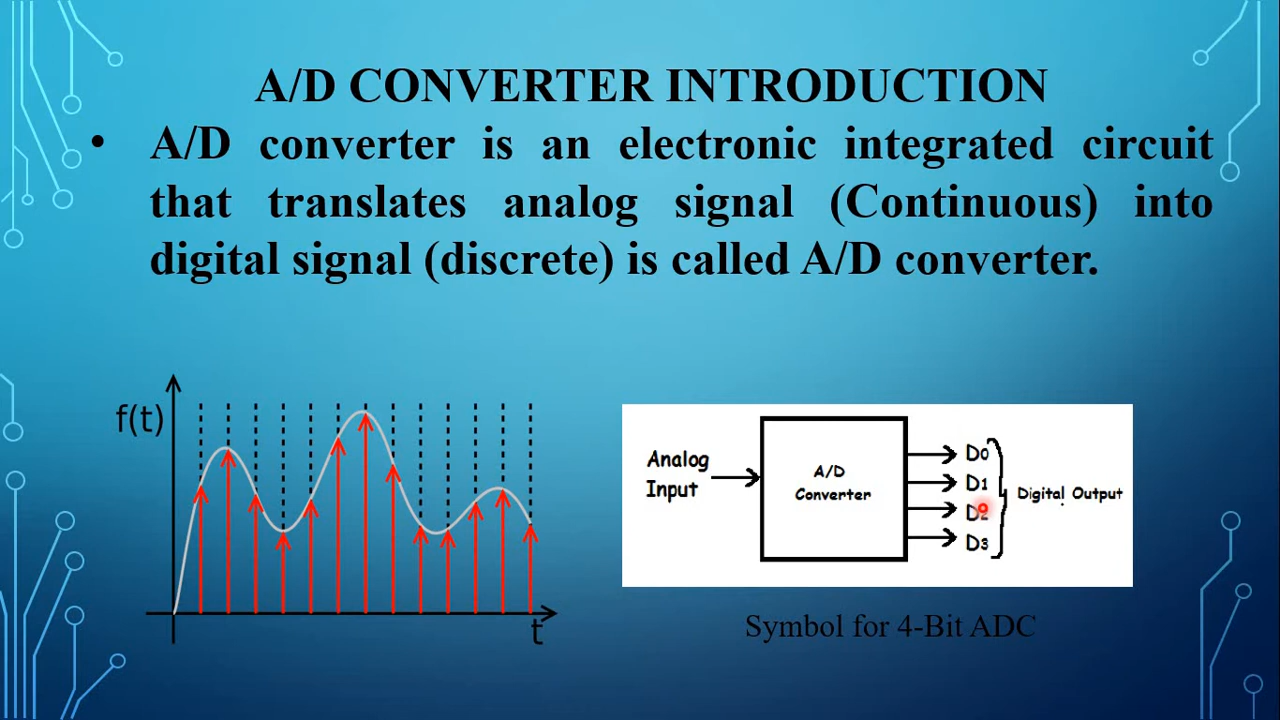 A/D CONVERTER INTRODUCTION
• A/D converter is an electronic integrated circuit
that translates analog signal (Continuous) into
digital signal (discrete) is called A/D converter.
f(t)
t
Analog
Input
A/D
Converter
D0
D1
D2
D3
Digital Output
Symbol for 4-Bit ADC